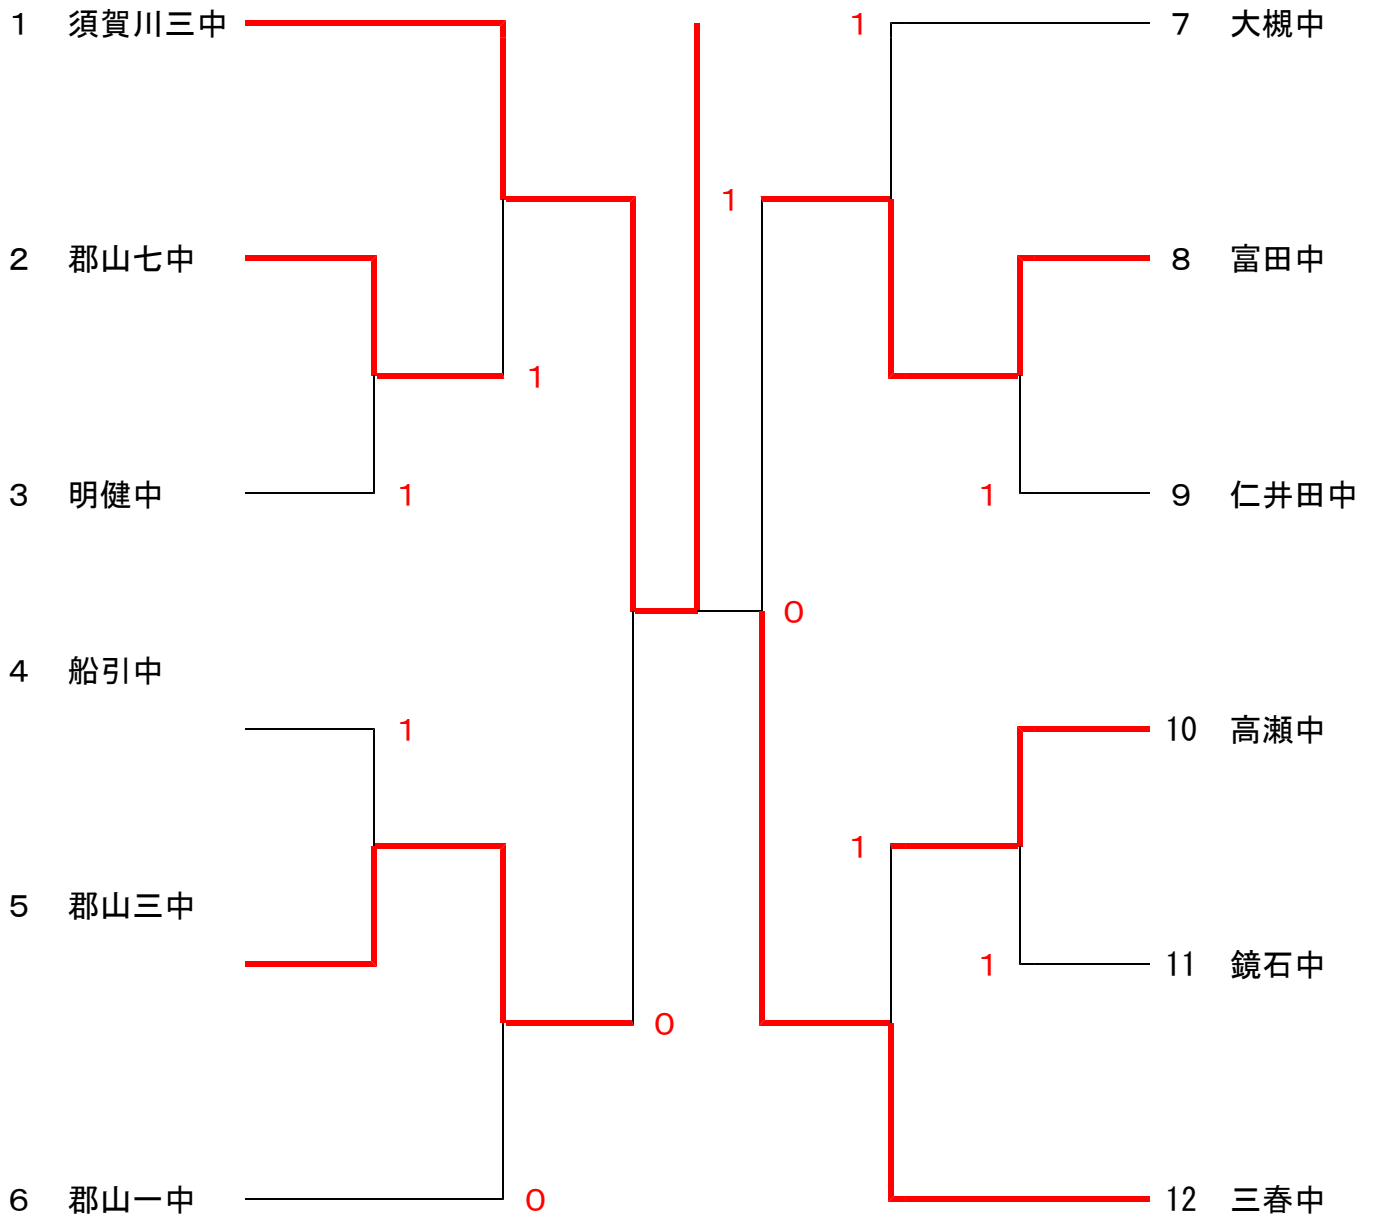 1 須賀川三中
1
7 大槻中
1
2 郡山七中
8 富田中
1
3 明健中
1
1
9 仁井田中
0
4 船引中
1
10 高瀬中
1
5 郡山三中
1
11 鏡石中
0
6 郡山一中
0
12 三春中